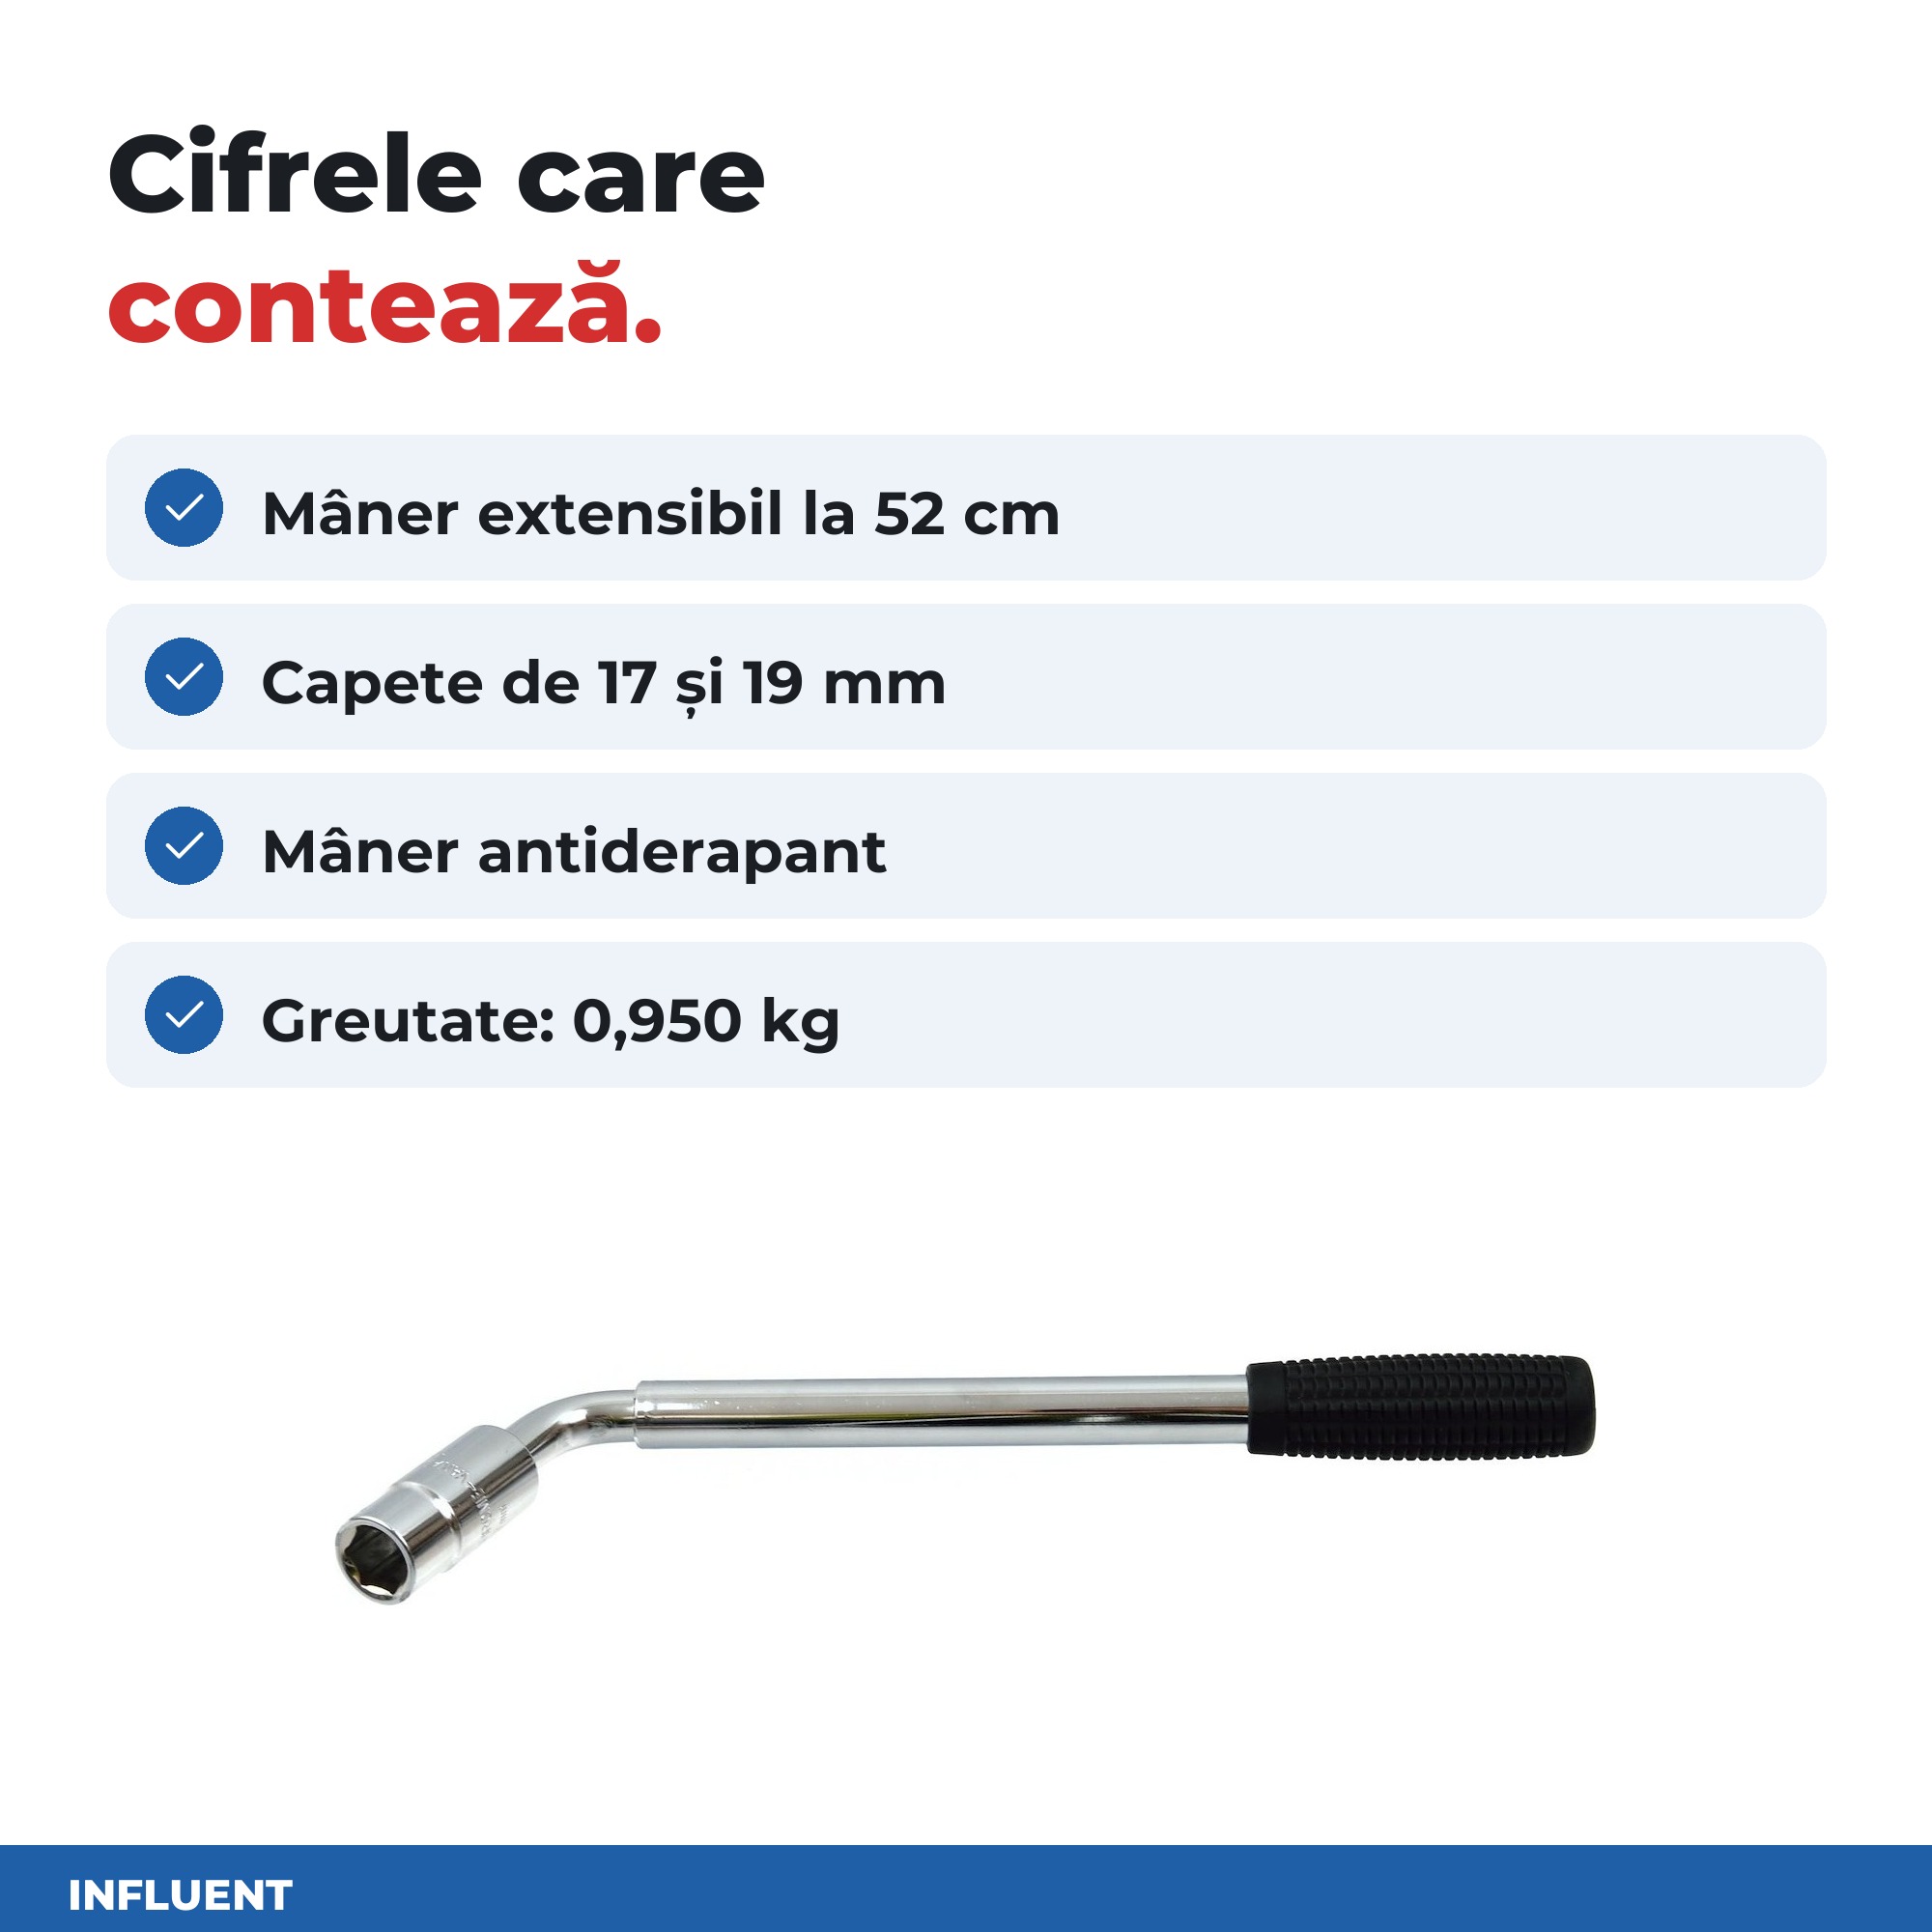 Cifrele care
contează.
Mâner extensibil la 52 cm
Capete de 17 și 19 mm
Mâner antiderapant
Greutate: 0,950 kg
INFLUENT